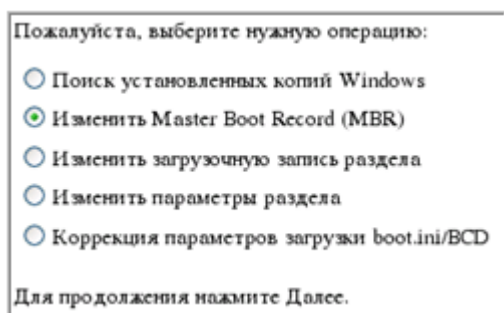 Пожалуйста, выберите нужную операцию:
Поиск установленных копий Windows
Изменить Master Boot Record (MBR)
Изменить загрузочную запись раздела
Изменить параметры раздела
Коррекция параметров загрузки boot.ini/BCD
Для продолжения нажмите Далее.